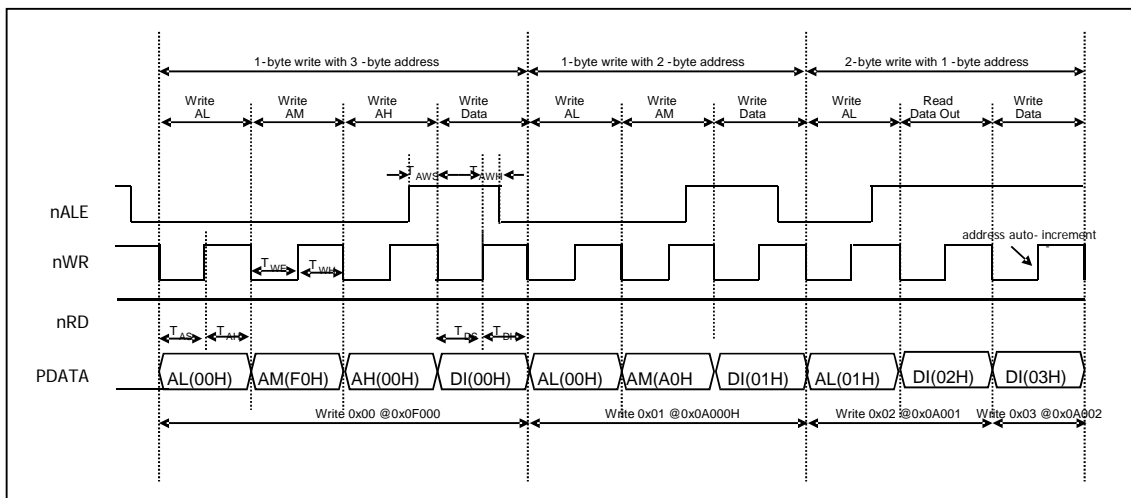 1-byte write with 3 -byte address
1-byte write with 2 -byte address
2-byte write with 1 -byte address
Write AL
Write AM
Write AH
Write Data
Write AL
Write AM
Write Data
Write AL
Read Data Out
Write Data
TAWS
TAWH
nALE
address auto- increment
nWR
TWE
TWH
nRD
TAS
TAH
TDS
TDH
PDATA
AL(00H)
AM(F0H)
AH(00H)
DI(00H)
AL(00H)
AM(A0H
DI(01H)
AL(01H)
DI(02H)
DI(03H)
Write 0x00 @0x0F000
Write 0x01 @0x0A000H
Write 0x02 @0x0A001
Write 0x03 @0x0A002